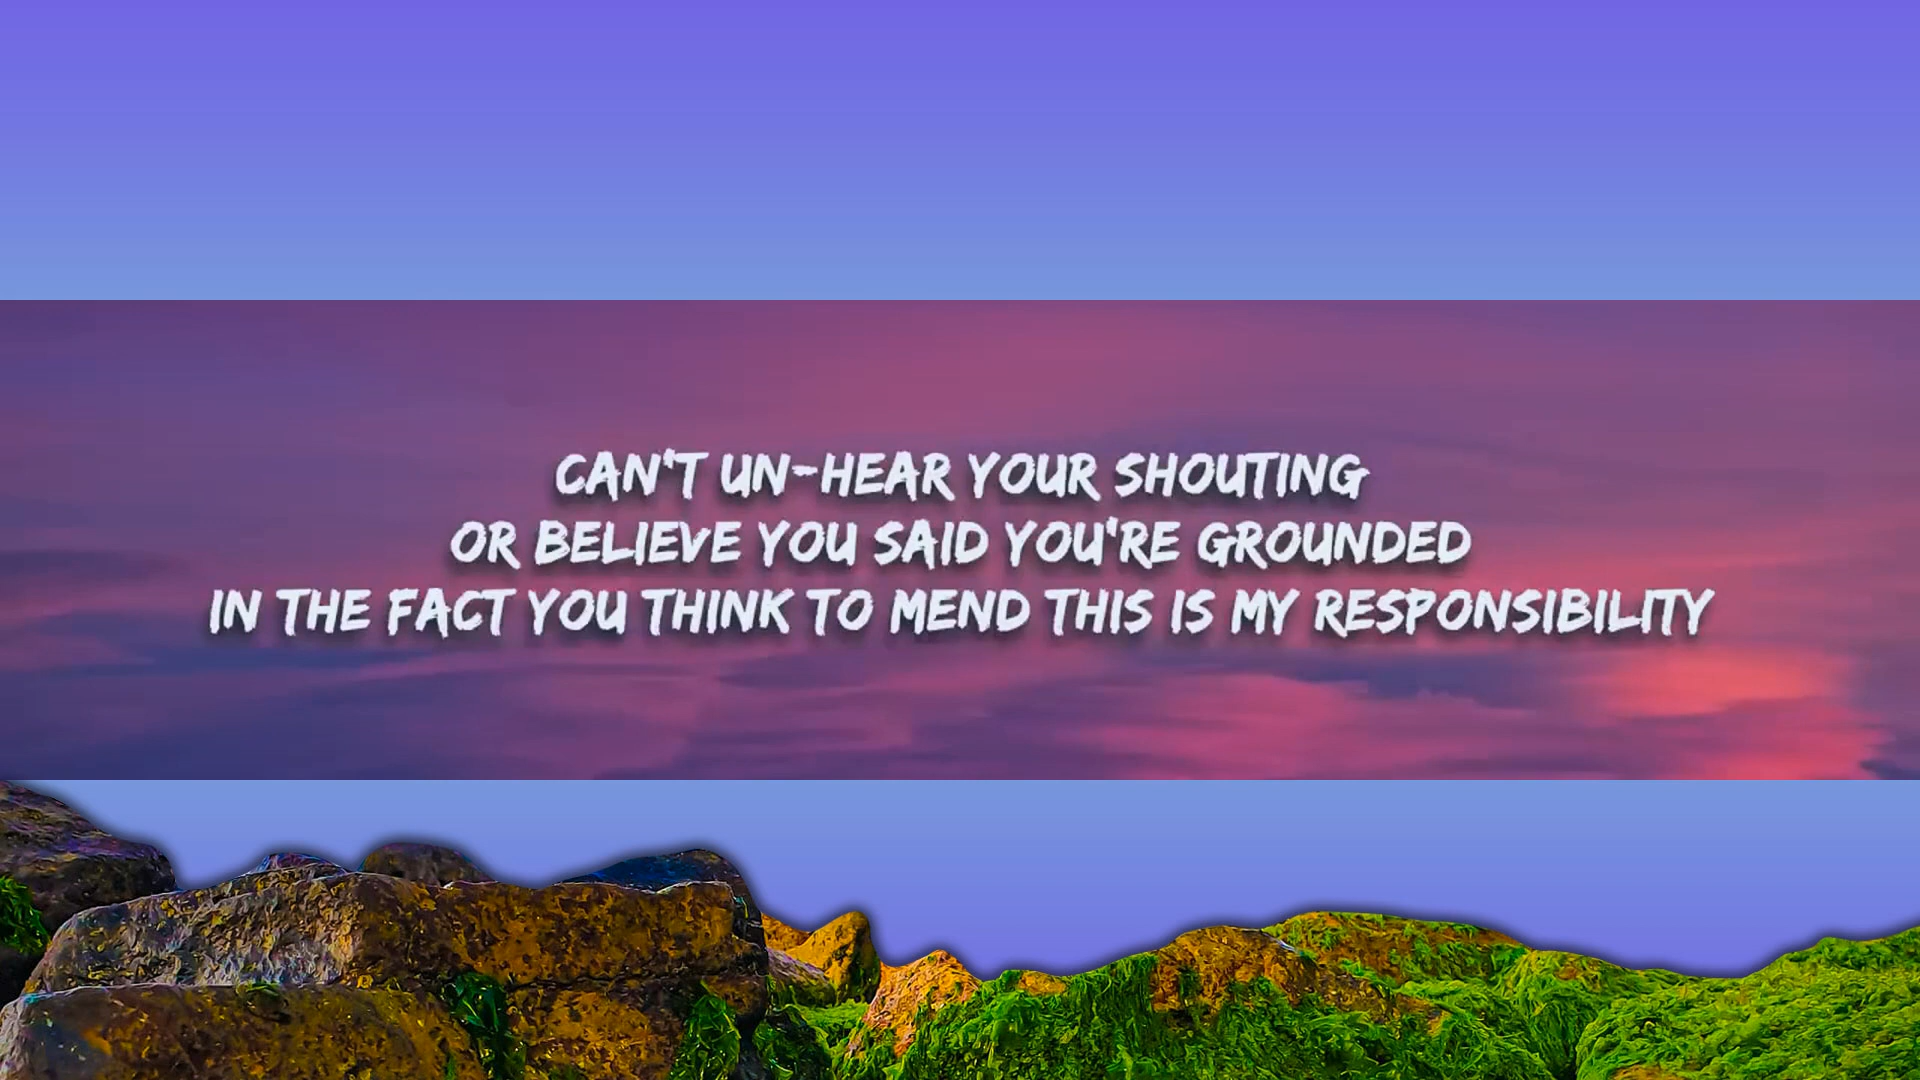 CAN'T UN-HEAR YOUR SHOUTING
OR BELIEVE YOU SAID YOU'RE GROUNDED
IN THE FACT YOU THINK TO MEND THIS IS MY RESPONSIBILITY